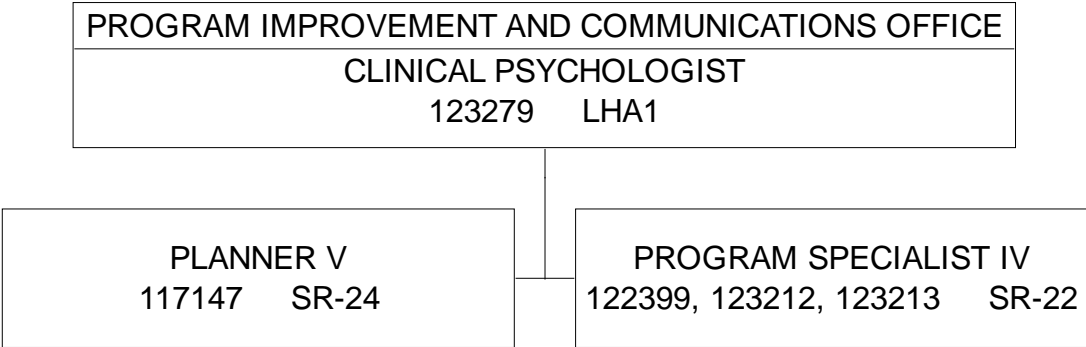 PROGRAM IMPROVEMENT AND COMMUNICATIONS OFFICE
CLINICAL PSYCHOLOGIST
123279 LHA1
PLANNER V
117147 SR-24
PROGRAM SPECIALIST IV
122399, 123212, 123213 SR-22